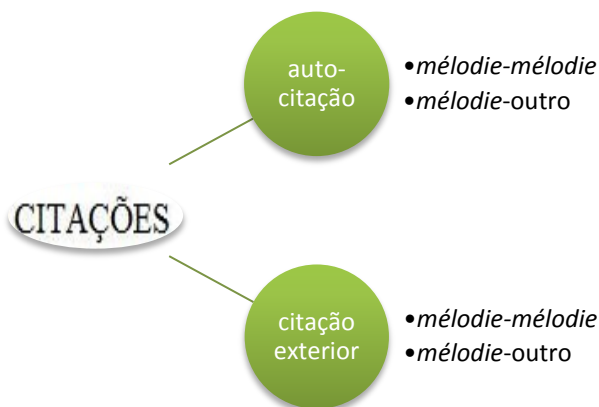 auto-
citação
•mélodie-mélodie
•mélodie-outro
CITAÇÕES
citação
exterior
•mélodie-mélodie
•mélodie-outro